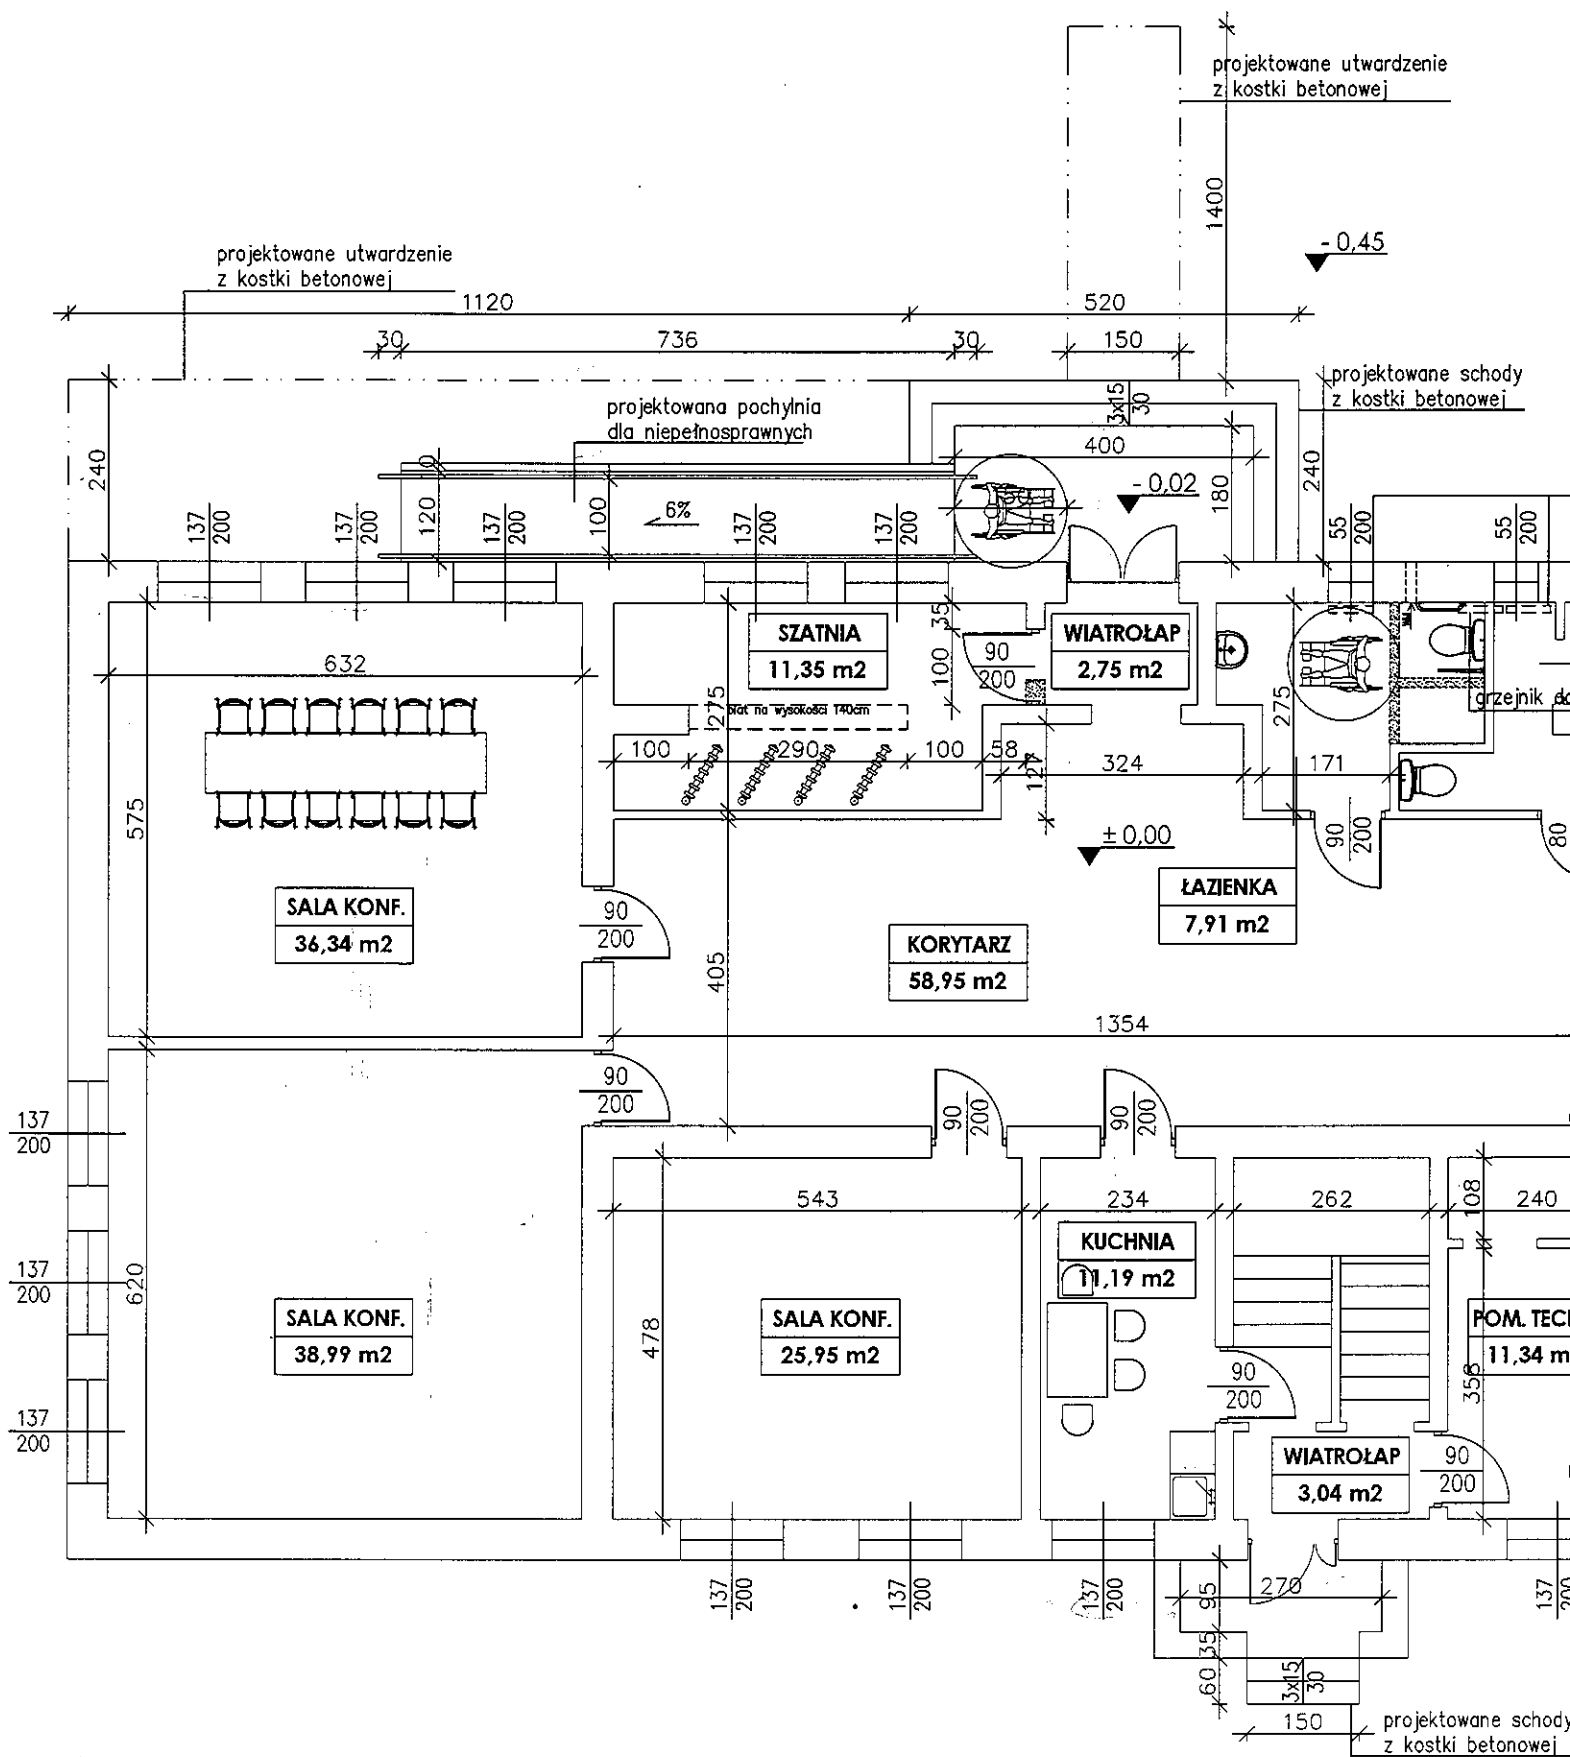 projektowane utwardzenie
z kostki betonowej
1400
- 0,45
projektowane utwardzenie
z kostki betonowej
1120
520
30
736
30
150
projektowane schody
z kostki betonowej
3x15
30
projektowana pochylnia
dla niepełnosprawnych
400
240
120
100
6%
- 0,02
180
240
137
200
137
200
137
200
137
200
137
200
55
200
55
200
SZATNIA
11,35 m2
35
100
90
200
WIATROŁAP
2,75 m2
632
275
275
blat na wysokości 140cm
grzejnik
100
290
100
58
127
324
171
575
± 0,00
90
200
80
ŁAZIENKA
7,91 m2
SALA KONF.
36,34 m2
90
200
KORYTARZ
58,95 m2
405
1354
90
200
90
200
90
200
137
200
543
234
262
108
240
KUCHNIA
11,19 m2
137
200
620
SALA KONF.
38,99 m2
478
SALA KONF.
25,95 m2
POM. TECH
11,34 m
358
90
200
137
200
WIATROŁAP
3,04 m2
90
200
137
200
137
200
137
200
95
270
137
200
35
60
3x15
30
150
projektowane schody
z kostki betonowej